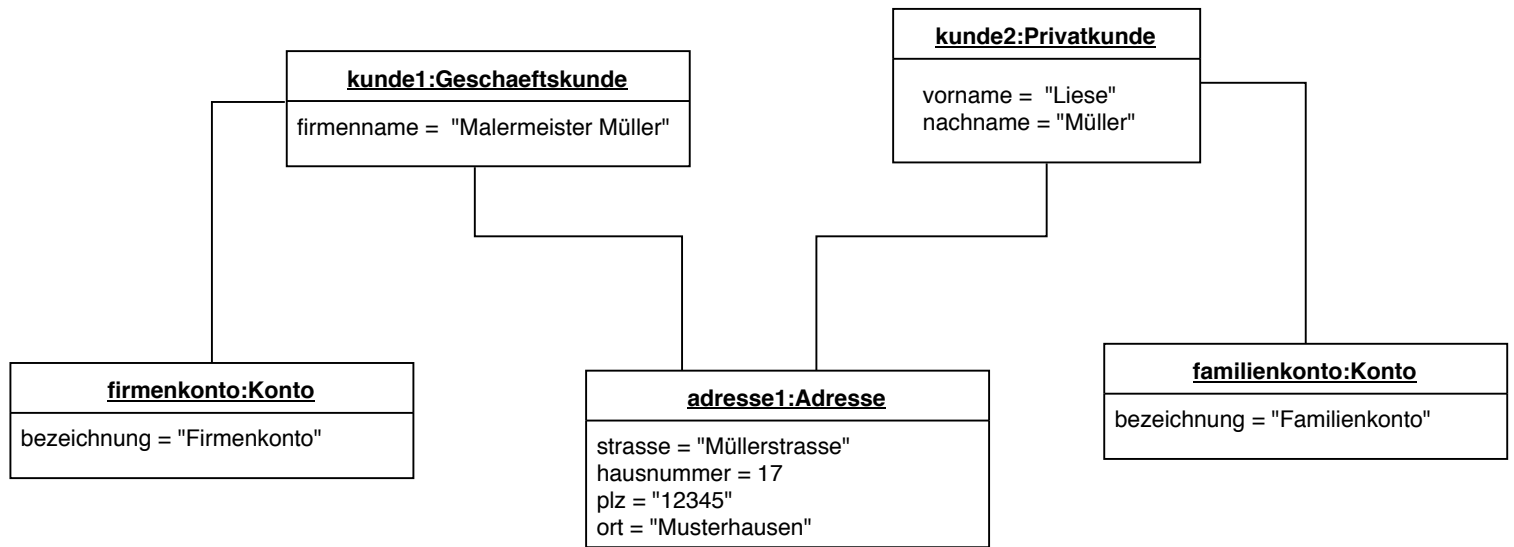 kunde1:Geschaeftskunde
firmenname =  "Malermeister Müller"
kunde2:Privatkunde
vorname =  "Liese"
nachname = "Müller"
firmenkonto:Konto
bezeichnung = "Firmenkonto"
adresse1:Adresse
strasse = "Müllerstrasse"
hausnummer = 17
plz = "12345"
ort = "Musterhausen"
familienkonto:Konto
bezeichnung = "Familienkonto"